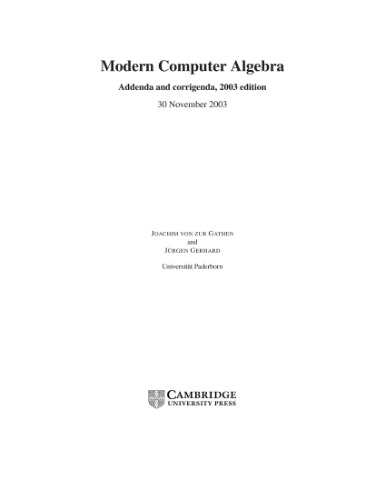 Modern Computer Algebra
Addenda and corrigenda, 2003 edition
30 November 2003
JOACHIM VON ZUR GATHEN
and
JÜRGEN GERHARD
Universität Paderborn
CAMBRIDGE
UNIVERSITY PRESS